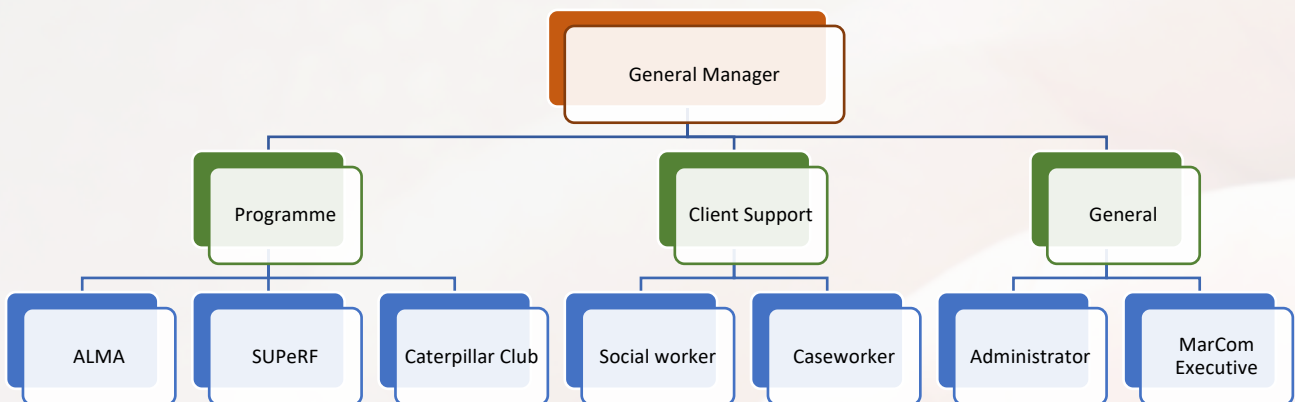 General Manager
Programme
Client Support
General
ALMA
SUPeRF
Caterpillar Club
Social worker
Caseworker
Administrator
MarCom
Executive